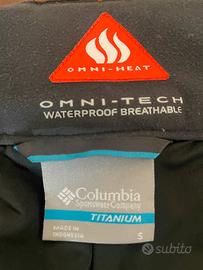 OMNI-HEAT
OMNI-TECH
WATERPROOF BREATHABLE
Columbia
Sportswear Company
TITANIUM
MADE IN
INDONESIA
S
subito